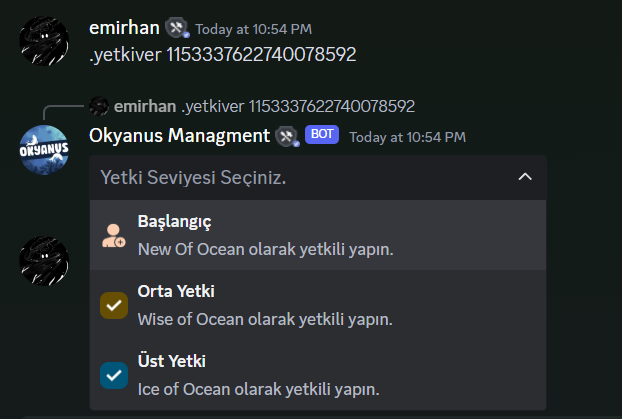 emirhan Today at 10:54 PM
.yetkiver 1153337622740078592
emirhan .yetkiver 1153337622740078592
OKYANUS
Okyanus Managment BOT Today at 10:54 PM
Yetki Seviyesi Seçiniz.
Başlangıç
New Of Ocean olarak yetkili yapın.
Orta Yetki
Wise of Ocean olarak yetkili yapın.
Üst Yetki
Ice of Ocean olarak yetkili yapın.